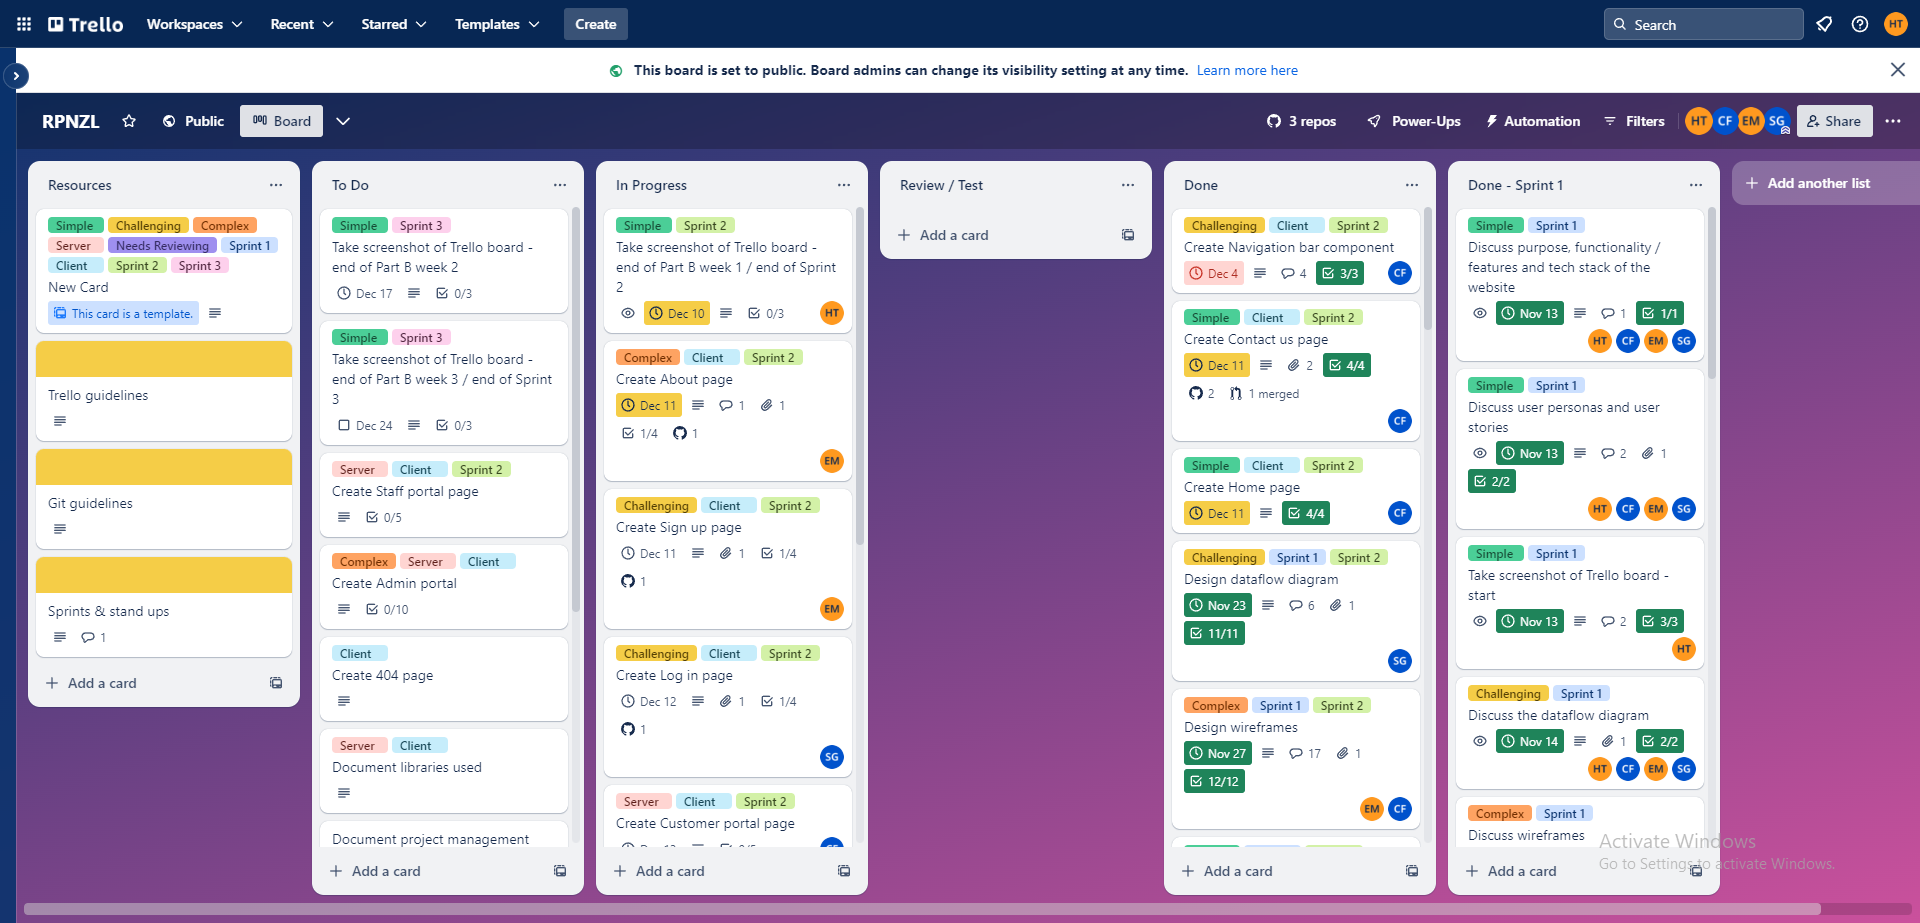 Trello Workspaces Recent Starred Templates Create Search HT
This board is set to public. Board admins can change its visibility setting at any time. Learn more here
RPNZL Public Board 3 repos Power-Ups Automation Filters HT CF EM SG Share
Resources
Simple Challenging Complex
Server Needs Reviewing Sprint 1
Client Sprint 2 Sprint 3
New Card
This card is a template.
Trello guidelines
Git guidelines
Sprints & stand ups
1
Add a card
To Do
Simple Sprint 3
Take screenshot of Trello board -
end of Part B week 2
Dec 17 0/3
Simple Sprint 3
Take screenshot of Trello board -
end of Part B week 3 / end of Sprint
3
Dec 24 0/3
Server Client Sprint 2
Create Staff portal page
0/5
Complex Server Client
Create Admin portal
0/10
Client
Create 404 page
Server Client
Document libraries used
Document project management
Add a card
In Progress
Simple Sprint 2
Take screenshot of Trello board -
end of Part B week 1 / end of Sprint
2
Dec 10 0/3 HT
Complex Client Sprint 2
Create About page
Dec 11 1 1
1/4 1
EM
Challenging Client Sprint 2
Create Sign up page
Dec 11 1 1/4
1
EM
Challenging Client Sprint 2
Create Log in page
Dec 12 1 1/4
1
SG
Server Client Sprint 2
Create Customer portal page
Add a card
Review / Test
Add a card
Done
Challenging Client Sprint 2
Create Navigation bar component
Dec 4 4 3/3 CF
Simple Client Sprint 2
Create Contact us page
Dec 11 2 4/4
2 1 merged
CF
Simple Client Sprint 2
Create Home page
Dec 11 4/4 CF
Challenging Sprint 1 Sprint 2
Design dataflow diagram
Nov 23 6 1
11/11
SG
Complex Sprint 1 Sprint 2
Design wireframes
Nov 27 17 1
12/12
EM CF
Add a card
Done - Sprint 1
Simple Sprint 1
Discuss purpose, functionality /
features and tech stack of the
website
Nov 13 1 1/1
HT CF EM SG
Simple Sprint 1
Discuss user personas and user
stories
Nov 13 2 1
2/2
HT CF EM SG
Simple Sprint 1
Take screenshot of Trello board -
start
Nov 13 2 3/3
HT
Challenging Sprint 1
Discuss the dataflow diagram
Nov 14 1 2/2
HT CF EM SG
Complex Sprint 1
Discuss wireframes
Add a card
Add another list
Activate Windows
Go to Settings to activate Windows.